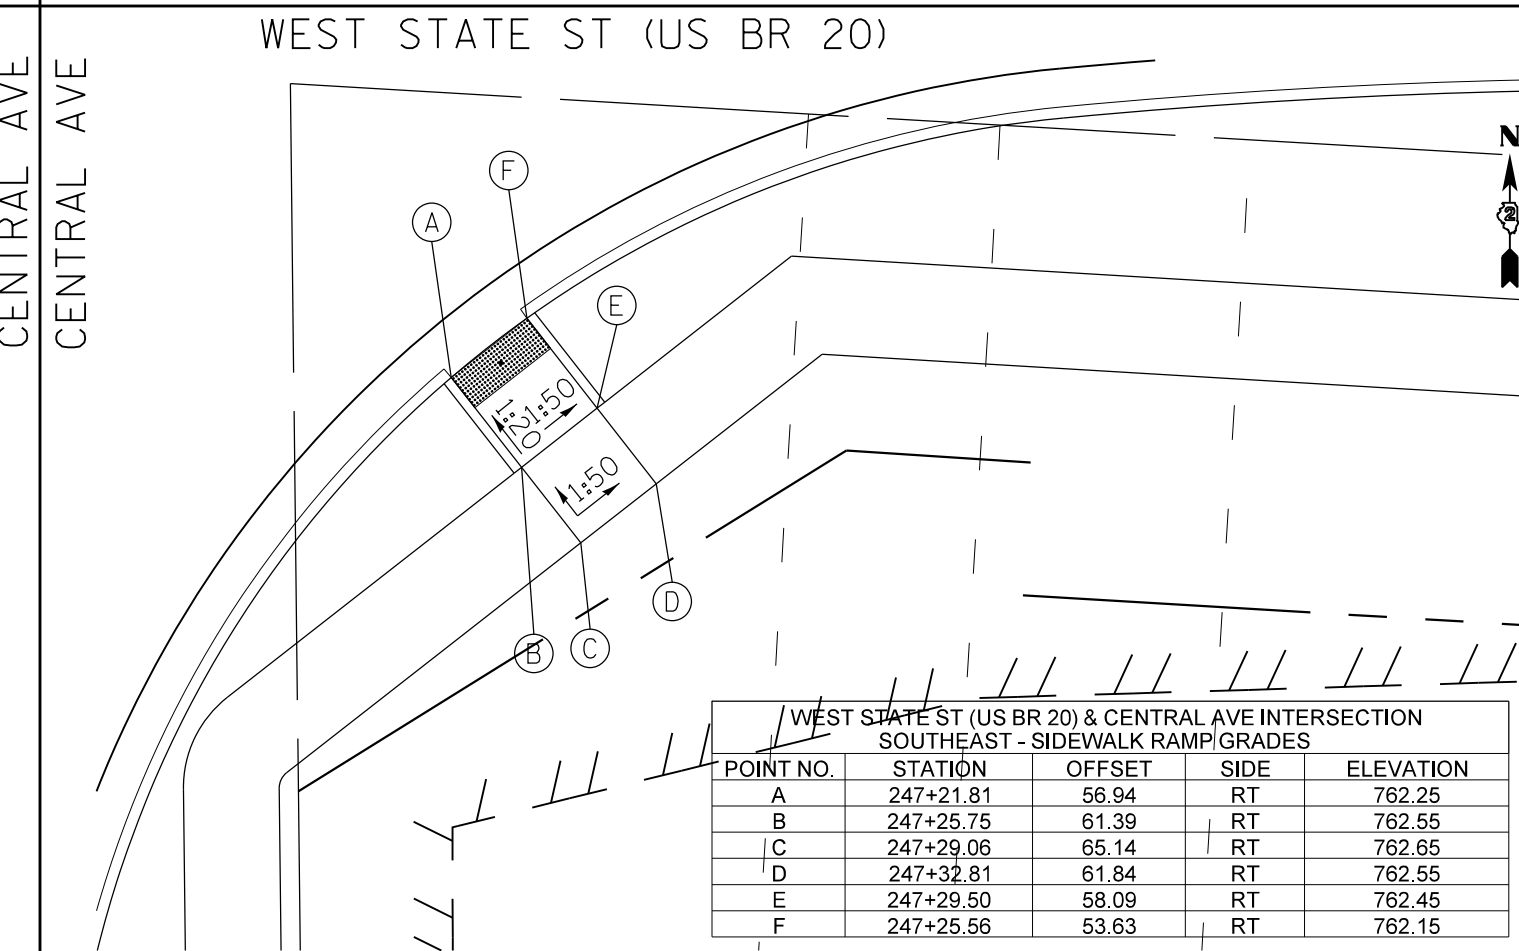 WEST STATE ST (US BR 20)
CENTRAL AVE
CENTRAL AVE
N
2
F
A
E
1:50
1:20
1:50
D
B
C
WEST STATE ST (US BR 20) & CENTRAL AVE INTERSECTION
SOUTHEAST - SIDEWALK RAMP GRADES
POINT NO. STATION OFFSET SIDE ELEVATION
A 247+21.81 56.94 RT 762.25
B 247+25.75 61.39 RT 762.55
C 247+29.06 65.14 RT 762.65
D 247+32.81 61.84 RT 762.55
E 247+29.50 58.09 RT 762.45
F 247+25.56 53.63 RT 762.15